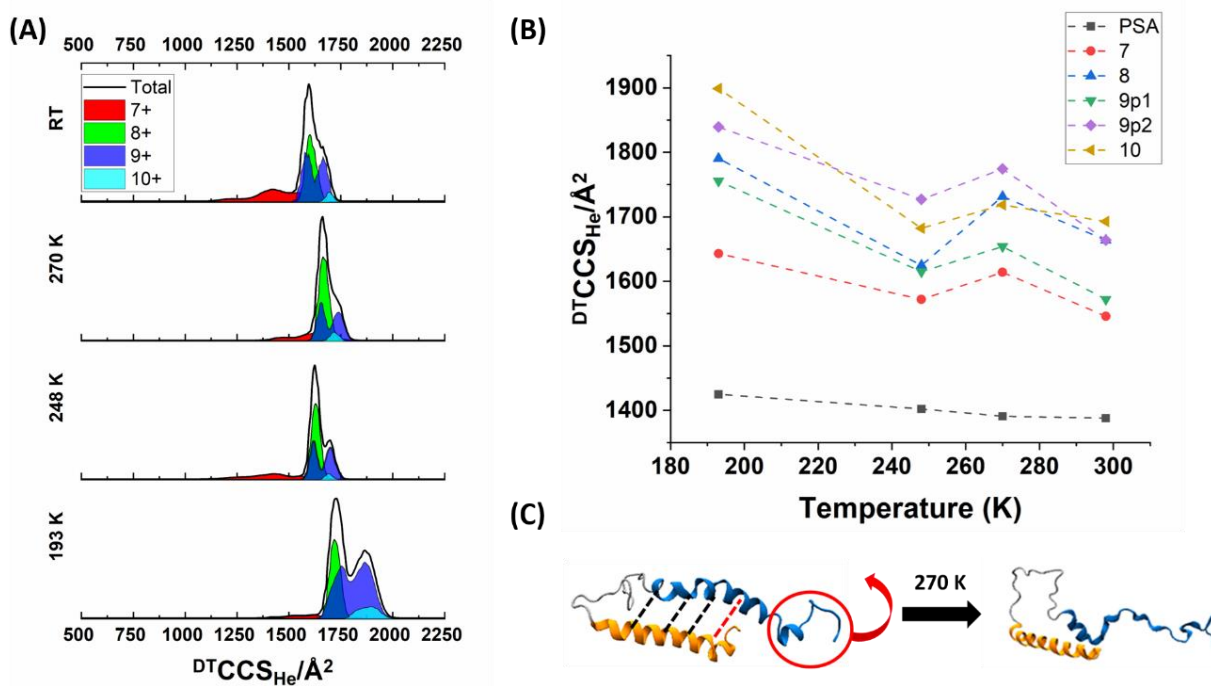 (A)
500 750 1000 1250 1500 1750 2000 2250
Total
7+
8+
9+
10+
RT
270 K
248 K
193 K
500 750 1000 1250 1500 1750 2000 2250
DTCCSHe/Å2
(B)
PSA
7
8
9p1
9p2
10
1900
1800
1700
1600
1500
1400
DTCCSHe/Å2
180 200 220 240 260 280 300
Temperature (K)
(C)
270 K